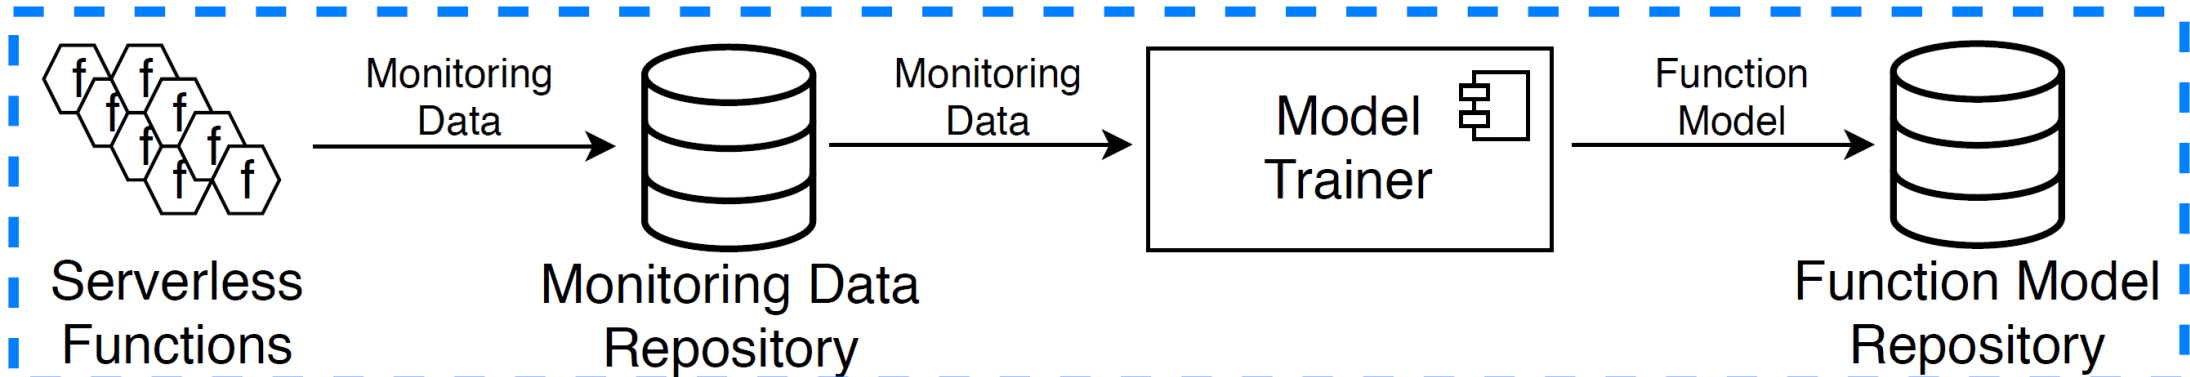 f f
f f
f f
f f
Serverless
Functions
Monitoring
Data
Monitoring Data
Repository
Monitoring
Data
Model
Trainer
Function
Model
Function Model
Repository